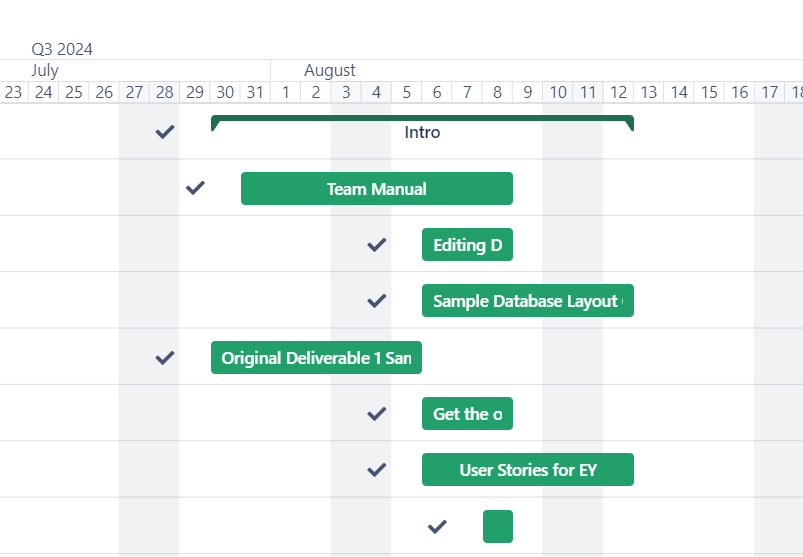 Q3 2024
July August
23 24 25 26 27 28 29 30 31 1 2 3 4 5 6 7 8 9 10 11 12 13 14 15 16 17 18
Intro
Team Manual
Editing D
Sample Database Layout
Original Deliverable 1 San
Get the o
User Stories for EY